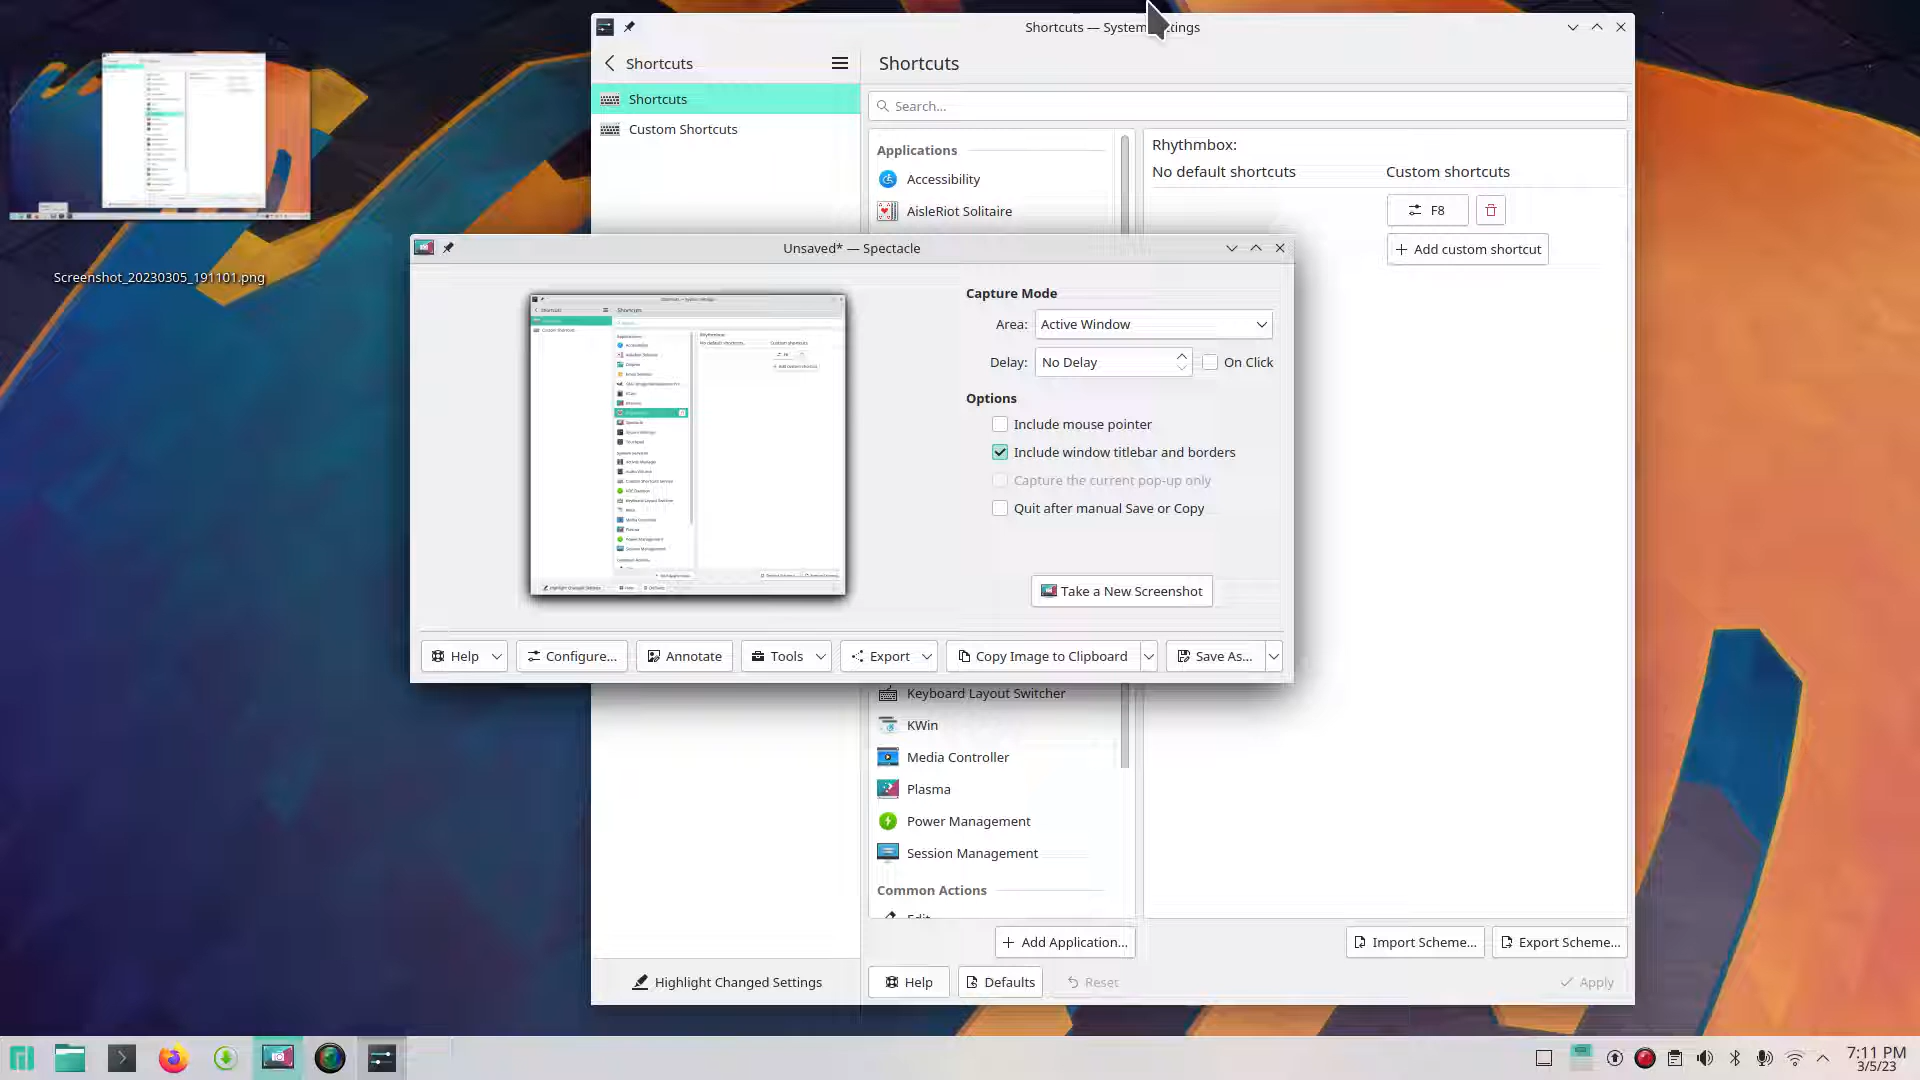 Shortcuts — System
Shortcuts
Shortcuts
Shortcuts
Search...
Custom Shortcuts
Applications
Accessibility
AisleRiot Solitaire
Rhythmbox:
No default shortcuts
Custom shortcuts
F8
Add custom shortcut
Screenshot_20230305_191101.png
Unsaved* — Spectacle
Capture Mode
Area: Active Window
Delay: No Delay
On Click
Options
Include mouse pointer
Include window titlebar and borders
Capture the current pop-up only
Quit after manual Save or Copy
Take a New Screenshot
Help
Configure...
Annotate
Tools
Export
Copy Image to Clipboard
Save As...
Keyboard Layout Switcher
KWin
Media Controller
Plasma
Power Management
Session Management
Common Actions
Edit
Add Application...
Import Scheme...
Export Scheme...
Highlight Changed Settings
Help
Defaults
Reset
Apply
7:11 PM
3/5/23